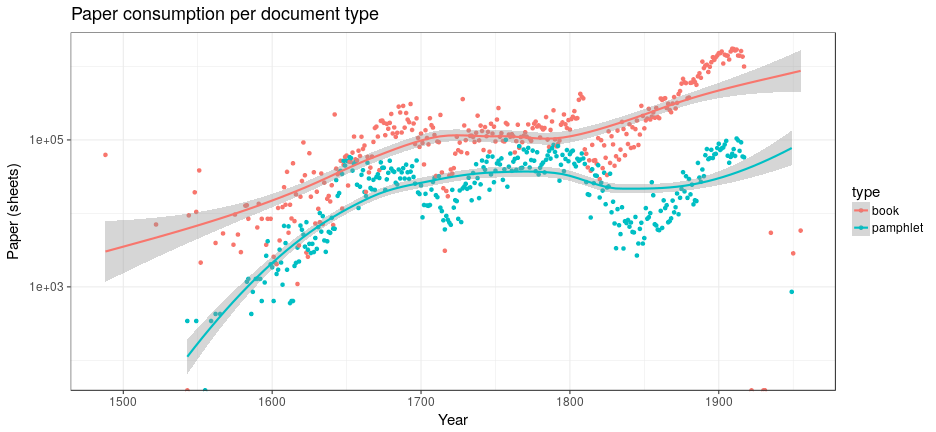 Paper consumption per document type
Paper (sheets)
1e+05
1e+03
1500 1600 1700 1800 1900
Year
type
book
pamphlet